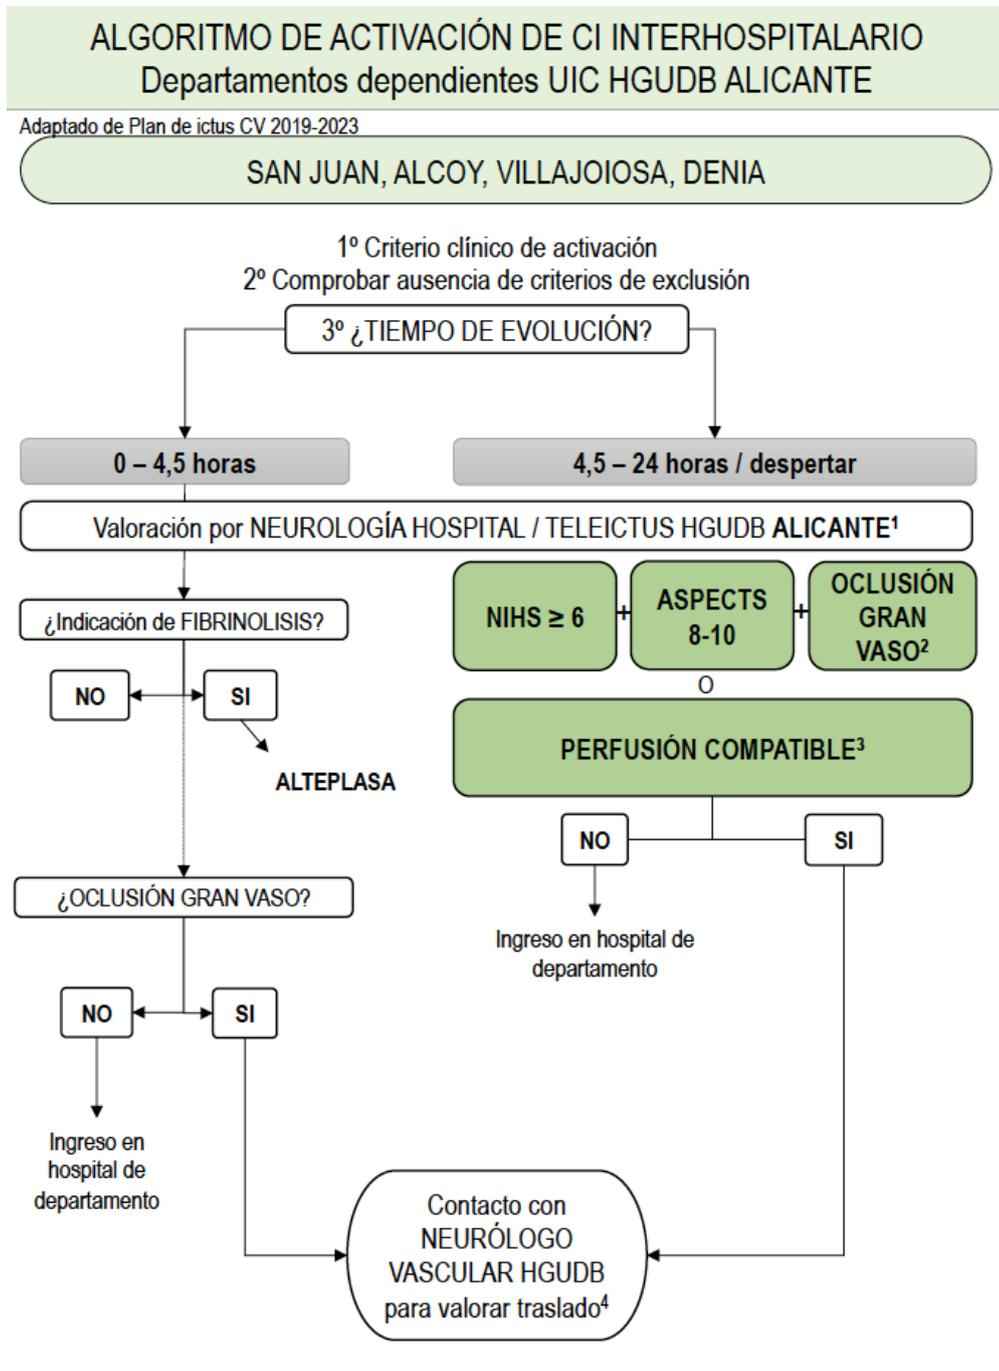 ALGORITMO DE ACTIVACIÓN DE CI INTERHOSPITALARIO
Departamentos dependientes UIC HGUDB ALICANTE
Adaptado de Plan de ictus CV 2019-2023
SAN JUAN, ALCOY, VILLAJOIOSA, DENIA
1º Criterio clínico de activación
2º Comprobar ausencia de criterios de exclusión
3º ¿TIEMPO DE EVOLUCIÓN?
0 – 4,5 horas
4,5 – 24 horas / despertar
Valoración por NEUROLOGÍA HOSPITAL / TELEICTUS HGUDB ALICANTE¹
¿Indicación de FIBRINOLISIS?
NO
SI
ALTEPLASA
NIHS ≥ 6
+
ASPECTS
8-10
+
OCLUSIÓN
GRAN
VASO²
O
PERFUSIÓN COMPATIBLE³
NO
SI
Ingreso en hospital de
departamento
¿OCLUSIÓN GRAN VASO?
NO
SI
Ingreso en
hospital de
departamento
Contacto con
NEURÓLOGO
VASCULAR HGUDB
para valorar traslado⁴